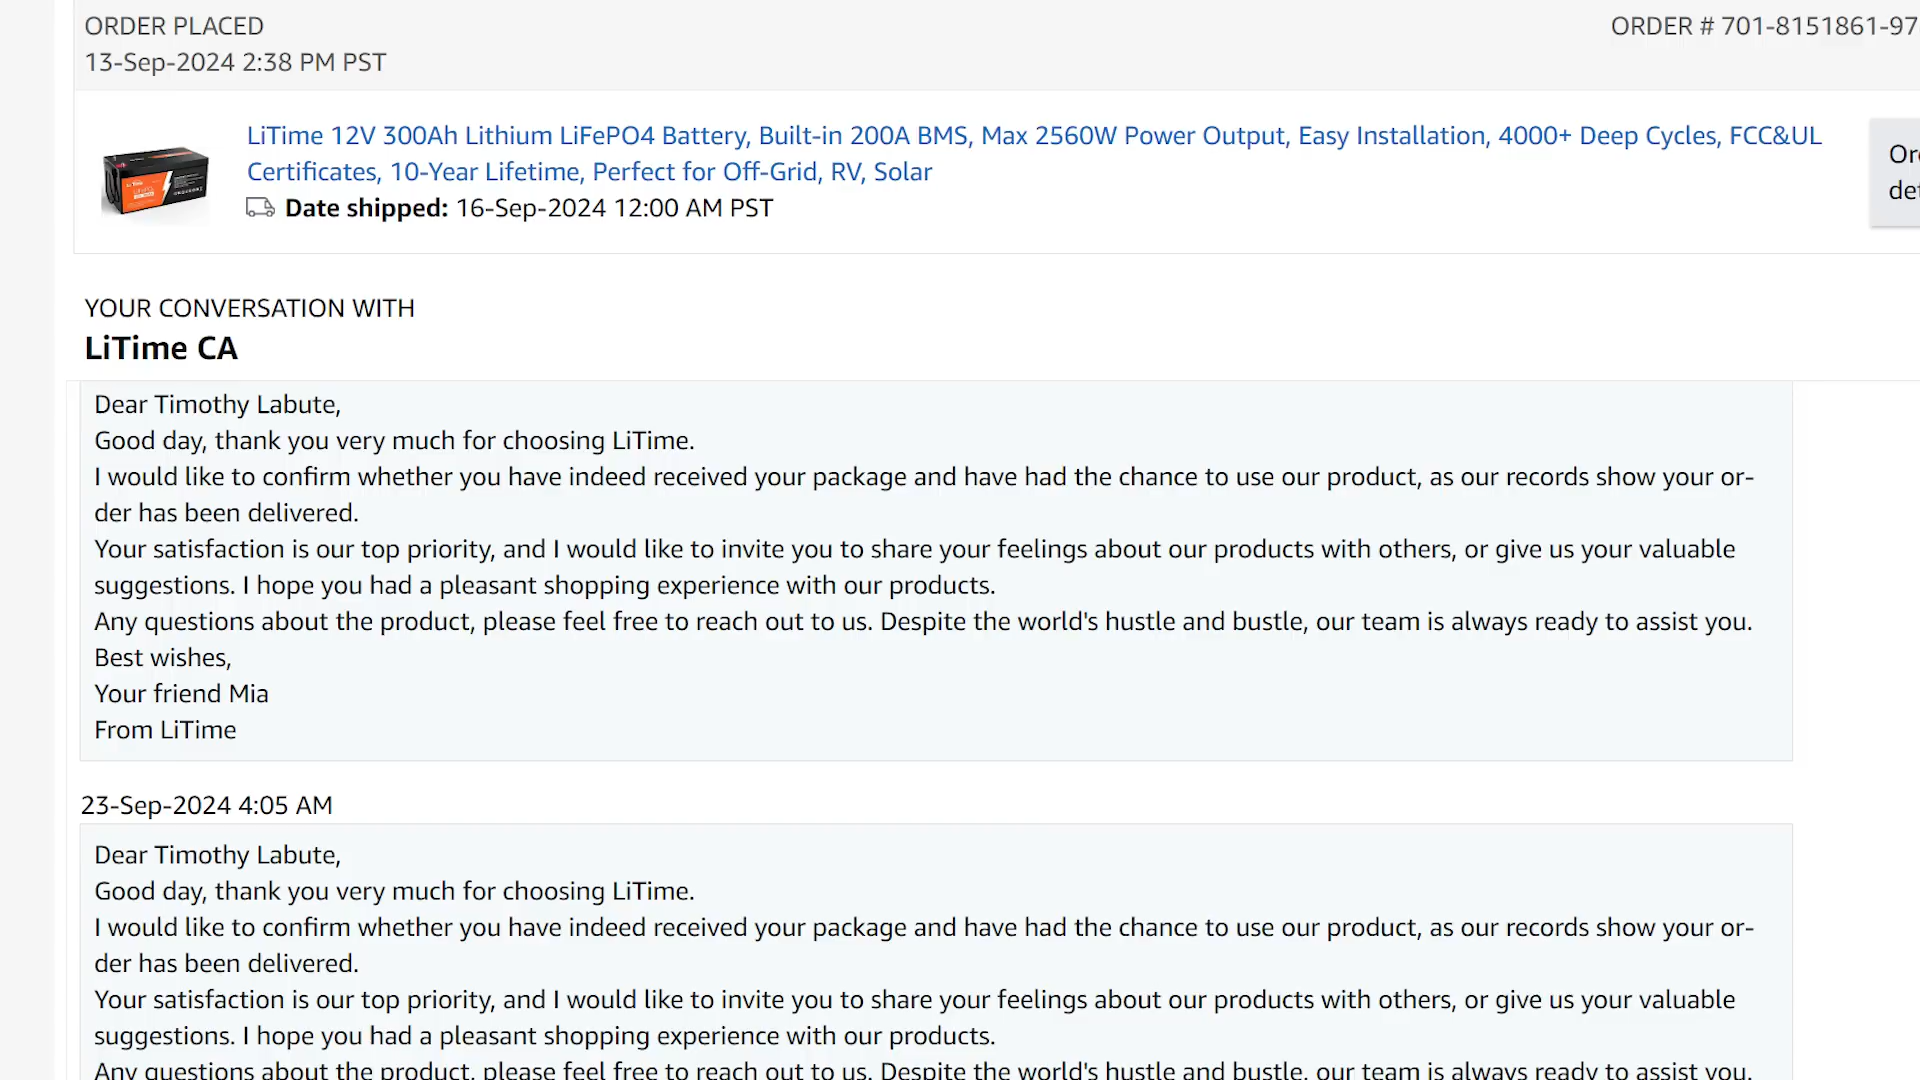 ORDER PLACED
ORDER # 701-8151861-97
13-Sep-2024 2:38 PM PST
LiTime 12V 300Ah Lithium LiFePO4 Battery, Built-in 200A BMS, Max 2560W Power Output, Easy Installation, 4000+ Deep Cycles, FCC&UL
Certificates, 10-Year Lifetime, Perfect for Off-Grid, RV, Solar
Date shipped: 16-Sep-2024 12:00 AM PST
YOUR CONVERSATION WITH
LiTime CA
Dear Timothy Labute,
Good day, thank you very much for choosing LiTime.
I would like to confirm whether you have indeed received your package and have had the chance to use our product, as our records show your or-
der has been delivered.
Your satisfaction is our top priority, and I would like to invite you to share your feelings about our products with others, or give us your valuable
suggestions. I hope you had a pleasant shopping experience with our products.
Any questions about the product, please feel free to reach out to us. Despite the world's hustle and bustle, our team is always ready to assist you.
Best wishes,
Your friend Mia
From LiTime
23-Sep-2024 4:05 AM
Dear Timothy Labute,
Good day, thank you very much for choosing LiTime.
I would like to confirm whether you have indeed received your package and have had the chance to use our product, as our records show your or-
der has been delivered.
Your satisfaction is our top priority, and I would like to invite you to share your feelings about our products with others, or give us your valuable
suggestions. I hope you had a pleasant shopping experience with our products.
Any questions about the product, please feel free to reach out to us. Despite the world's hustle and bustle, our team is always ready to assist you.